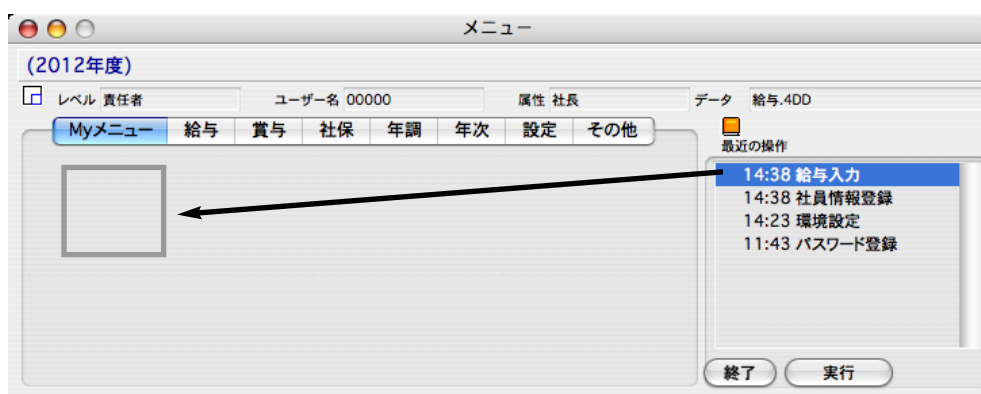 メニュー
(2012年度)
レベル 責任者 ユーザー名 00000 属性 社長 データ 給与.4DD
Myメニュー 給与 賞与 社保 年調 年次 設定 その他
最近の操作
14:38 給与入力
14:38 社員情報登録
14:23 環境設定
11:43 パスワード登録
終了 実行